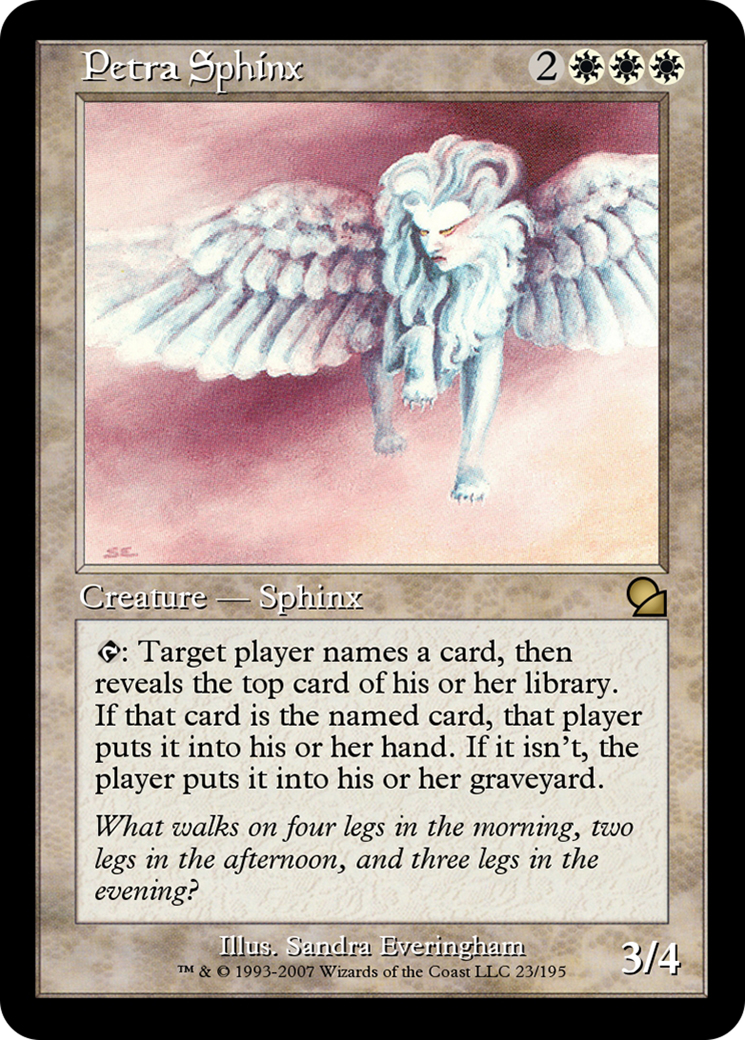 Petra Sphinx 2
SE.
Creature — Sphinx
: Target player names a card, then
reveals the top card of his or her library.
If that card is the named card, that player
puts it into his or her hand. If it isn't, the
player puts it into his or her graveyard.
What walks on four legs in the morning, two
legs in the afternoon, and three legs in the
evening?
Illus. Sandra Everingham
™ & © 1993-2007 Wizards of the Coast LLC 23/195
3/4